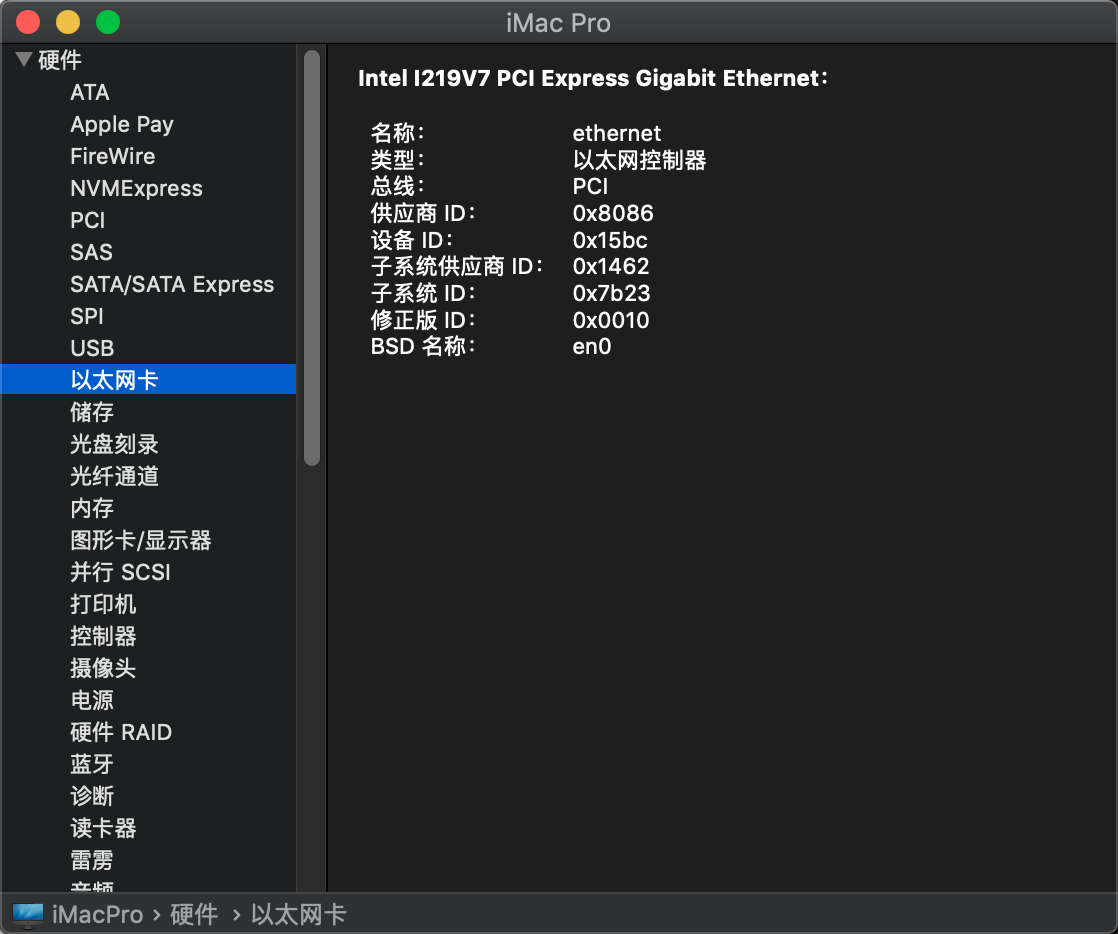 iMac Pro
硬件
ATA
Apple Pay
FireWire
NVMExpress
PCI
SAS
SATA/SATA Express
SPI
USB
以太网卡
储存
光盘刻录
光纤通道
内存
图形卡/显示器
并行 SCSI
打印机
控制器
摄像头
电源
硬件 RAID
蓝牙
诊断
读卡器
雷雳
音频
Intel I219V7 PCI Express Gigabit Ethernet：
名称： ethernet
类型： 以太网控制器
总线： PCI
供应商 ID： 0x8086
设备 ID： 0x15bc
子系统供应商 ID： 0x1462
子系统 ID： 0x7b23
修正版 ID： 0x0010
BSD 名称： en0
iMacPro › 硬件 › 以太网卡